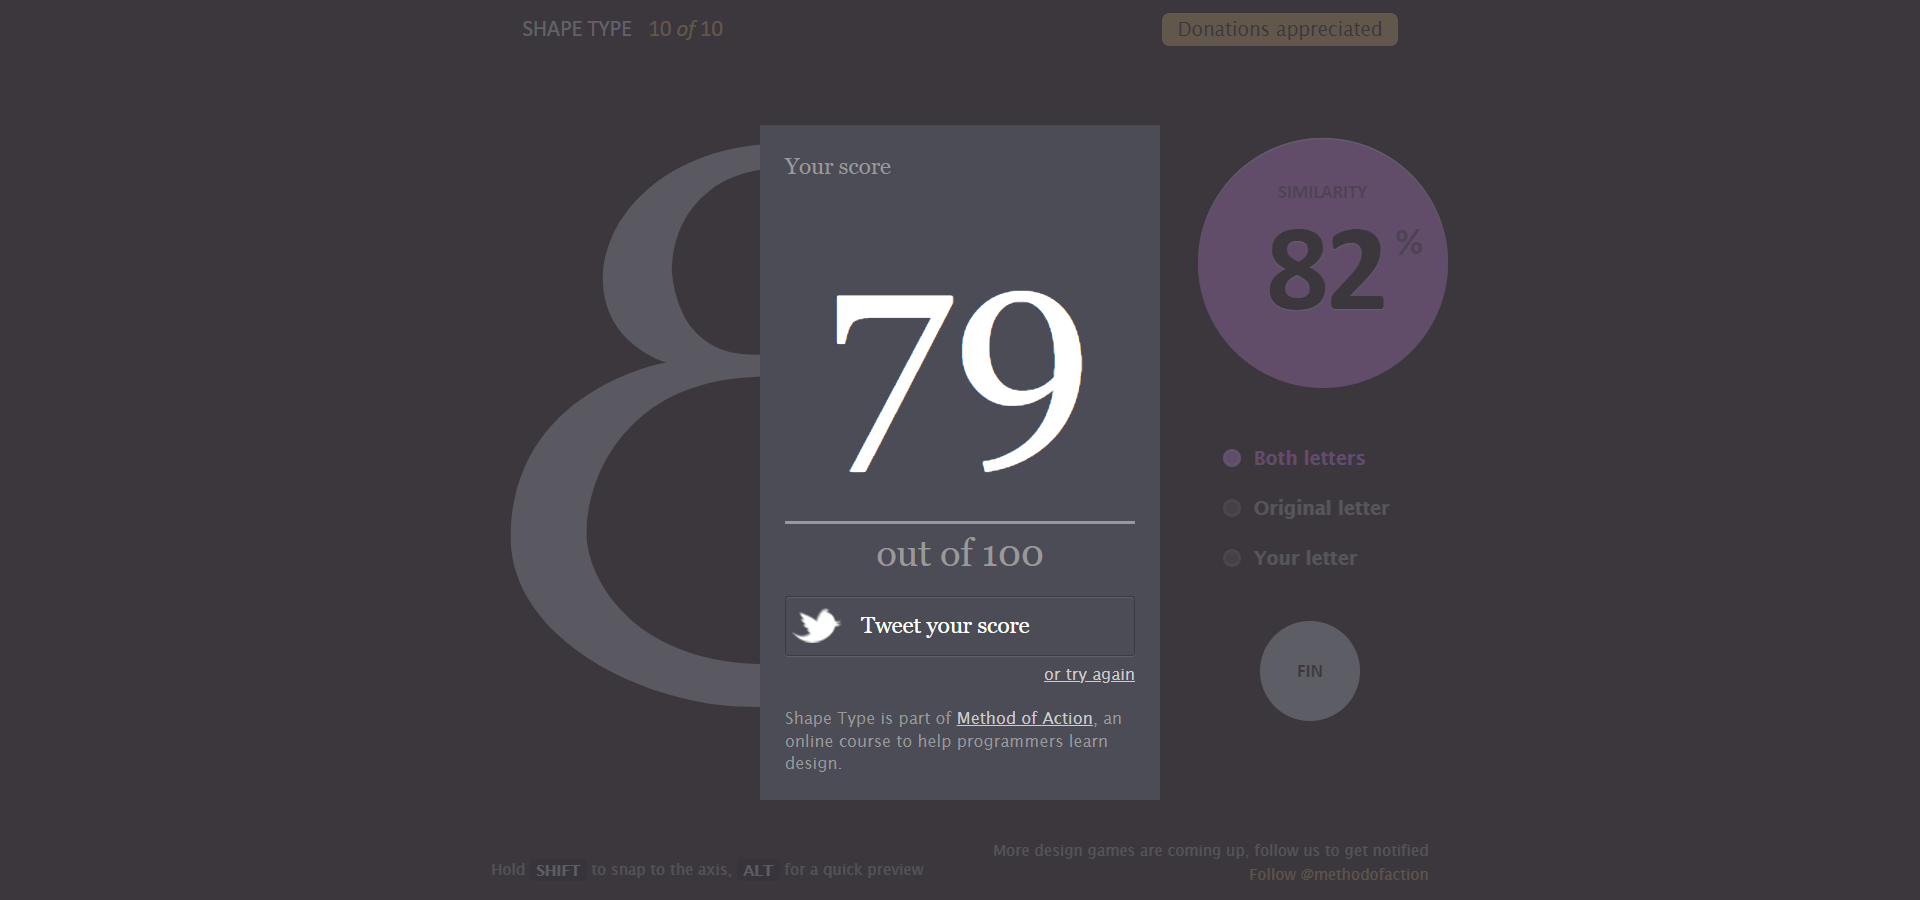 SHAPE TYPE 10 of 10
Donations appreciated
Your score
79
out of 100
Tweet your score
or try again
Shape Type is part of Method of Action, an
online course to help programmers learn
design.
SIMILARITY
82 %
Both letters
Original letter
Your letter
FIN
Hold SHIFT to snap to the axis, ALT for a quick preview
More design games are coming up, follow us to get notified
Follow @methodofaction